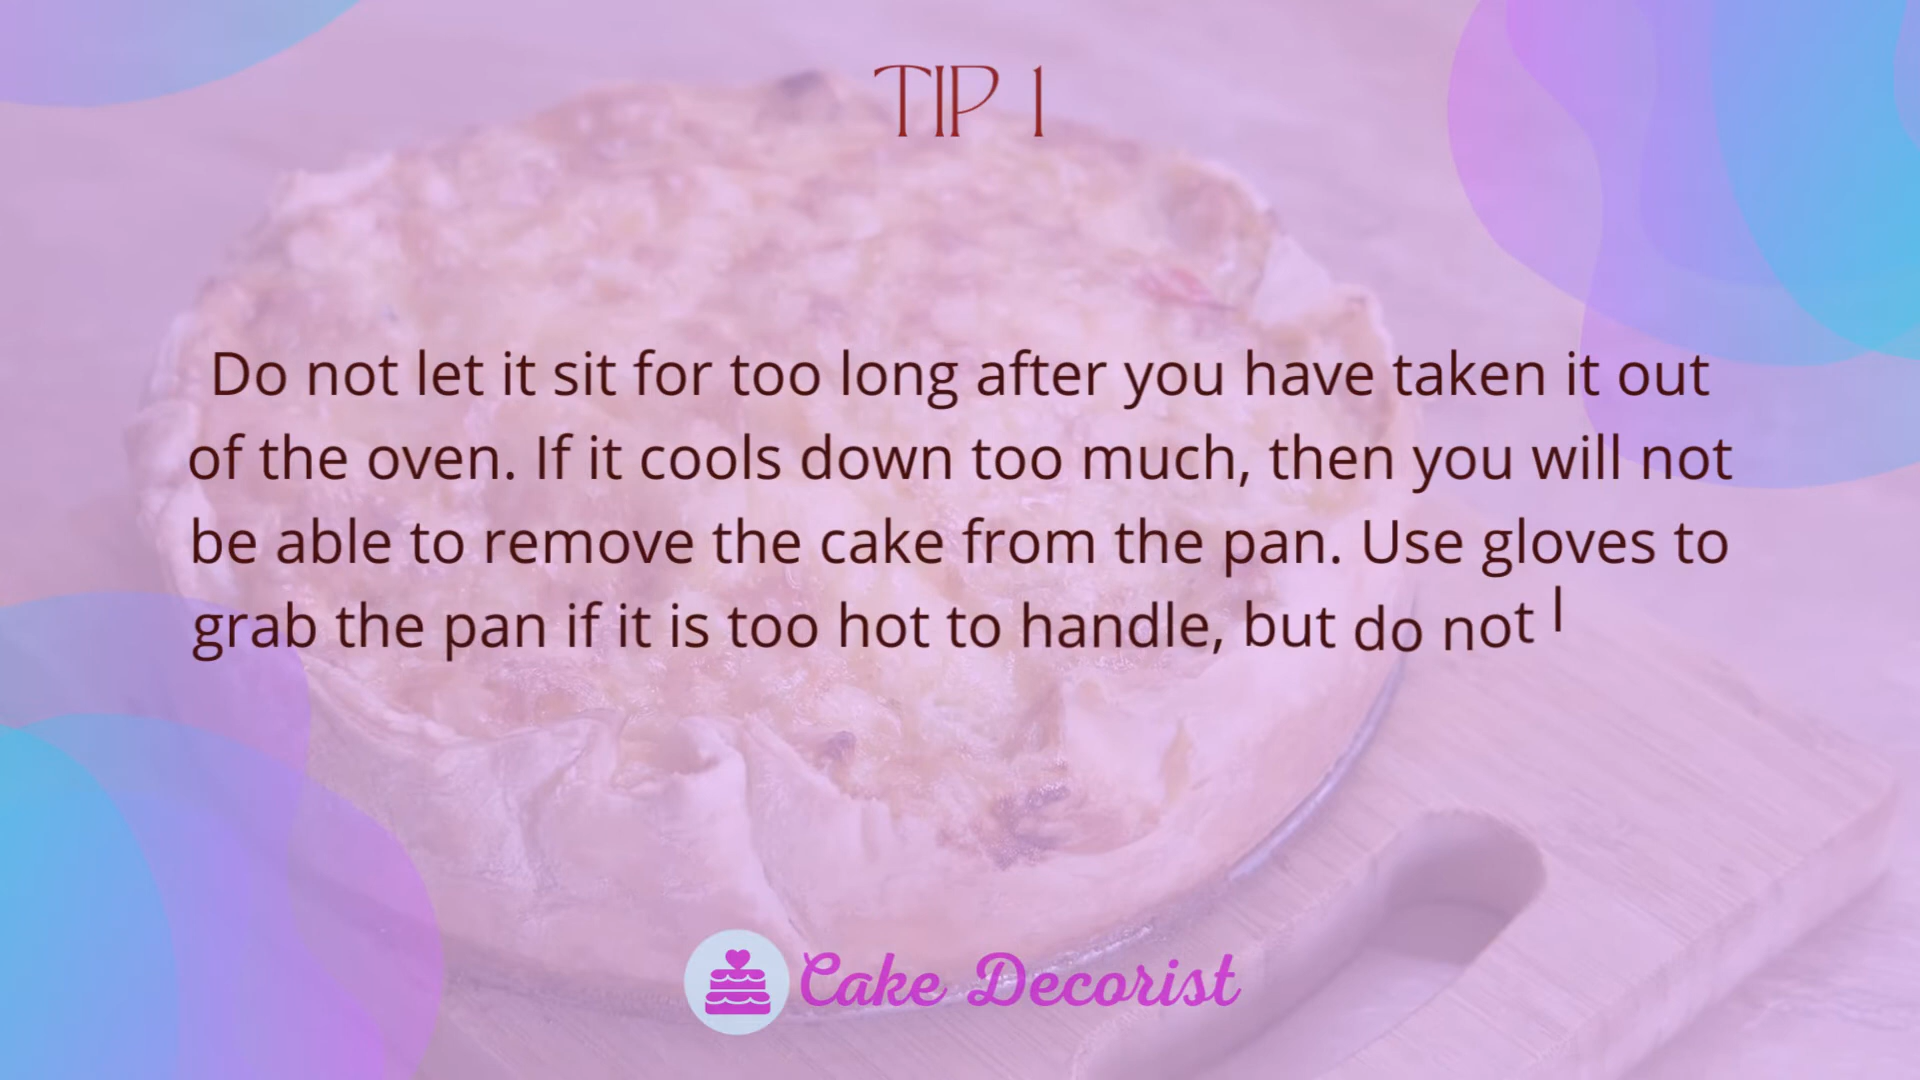 TIP 1
Do not let it sit for too long after you have taken it out
of the oven. If it cools down too much, then you will not
be able to remove the cake from the pan. Use gloves to
grab the pan if it is too hot to handle, but do not l
Cake Decorist